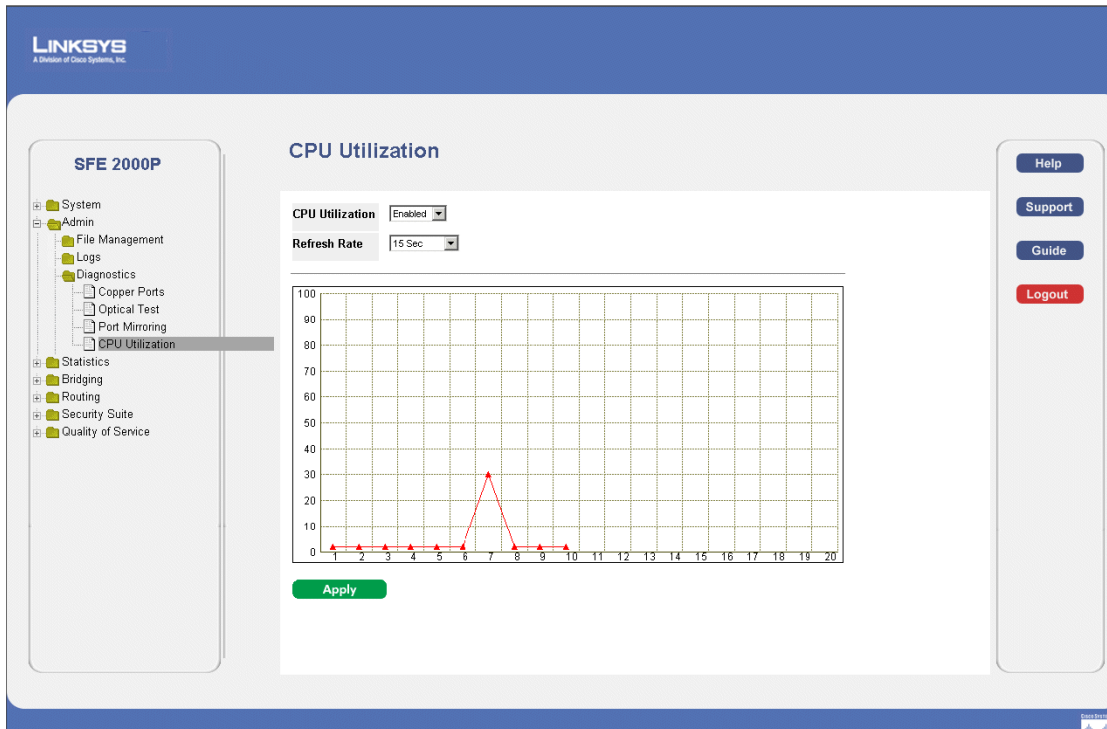 LINKSYS
A Division of Cisco Systems, Inc.
SFE 2000P
System
Admin
File Management
Logs
Diagnostics
Copper Ports
Optical Test
Port Mirroring
CPU Utilization
Statistics
Bridging
Routing
Security Suite
Quality of Service
CPU Utilization
CPU Utilization Enabled
Refresh Rate 15 Sec
100
90
80
70
60
50
40
30
20
10
0
1 2 3 4 5 6 7 8 9 10 11 12 13 14 15 16 17 18 19 20
Apply
Help
Support
Guide
Logout